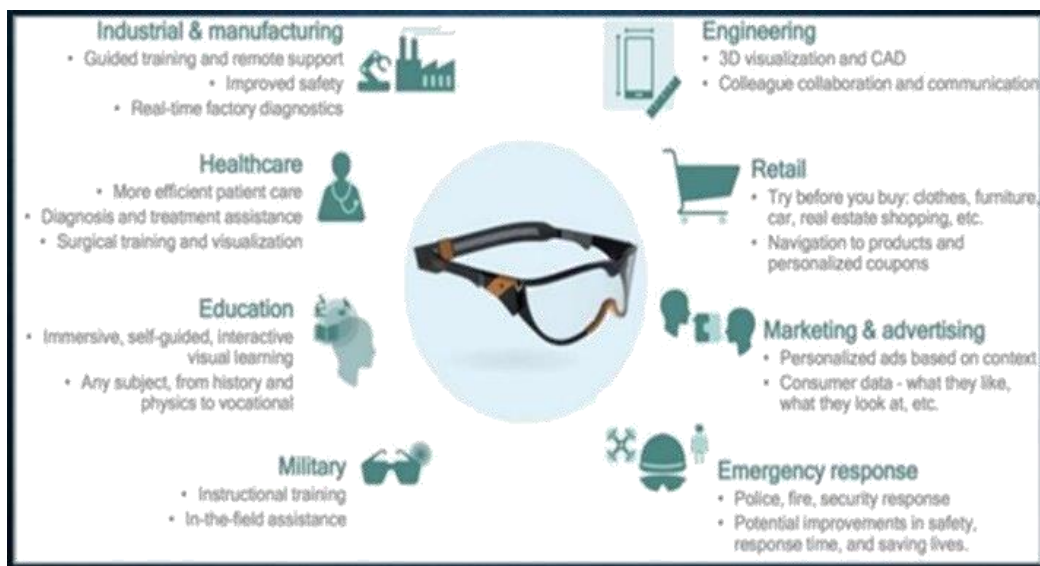 Industrial & manufacturing
• Guided training and remote support
• Improved safety
• Real-time factory diagnostics
Healthcare
• More efficient patient care
• Diagnosis and treatment assistance
• Surgical training and visualization
Education
• Immersive, self-guided, interactive
visual learning
• Any subject, from history and
physics to vocational
Military
• Instructional training
• In-the-field assistance
Engineering
• 3D visualization and CAD
• Colleague collaboration and communication
Retail
• Try before you buy: clothes, furniture,
car, real estate shopping, etc.
• Navigation to products and
personalized coupons
Marketing & advertising
• Personalized ads based on context
• Consumer data - what they like,
what they look at, etc.
Emergency response
• Police, fire, security response
• Potential improvements in safety,
response time, and saving lives.